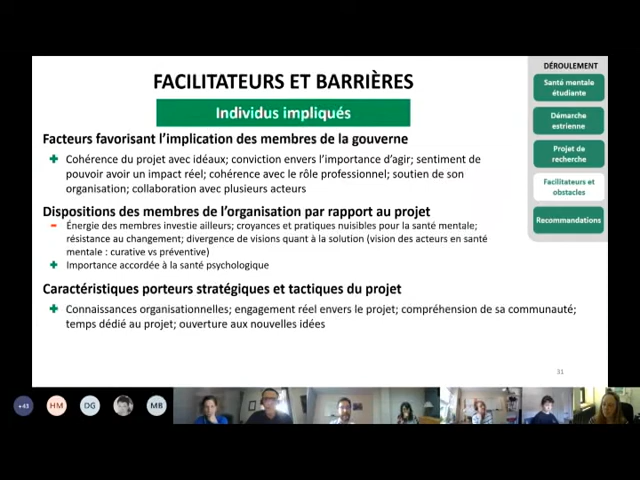 FACILITATEURS ET BARRIÈRES
Individus impliqués
Facteurs favorisant l'implication des membres de la gouverne
+ Cohérence du projet avec idéaux; conviction envers l'importance d'agir; sentiment de
pouvoir avoir un impact réel; cohérence avec le rôle professionnel; soutien de son
organisation; collaboration avec plusieurs acteurs
Dispositions des membres de l'organisation par rapport au projet
- Énergie des membres investie ailleurs; croyances et pratiques nuisibles pour la santé mentale;
résistance au changement; divergence de visions quant à la solution (vision des acteurs en santé
mentale : curative vs préventive)
+ Importance accordée à la santé psychologique
Caractéristiques porteurs stratégiques et tactiques du projet
+ Connaissances organisationnelles; engagement réel envers le projet; compréhension de sa communauté;
temps dédié au projet; ouverture aux nouvelles idées
31
DÉROULEMENT
Santé mentale
étudiante
Démarche
estrienne
Projet de
recherche
Facilitateurs et
obstacles
Recommandations
+43
HM
DG
MB